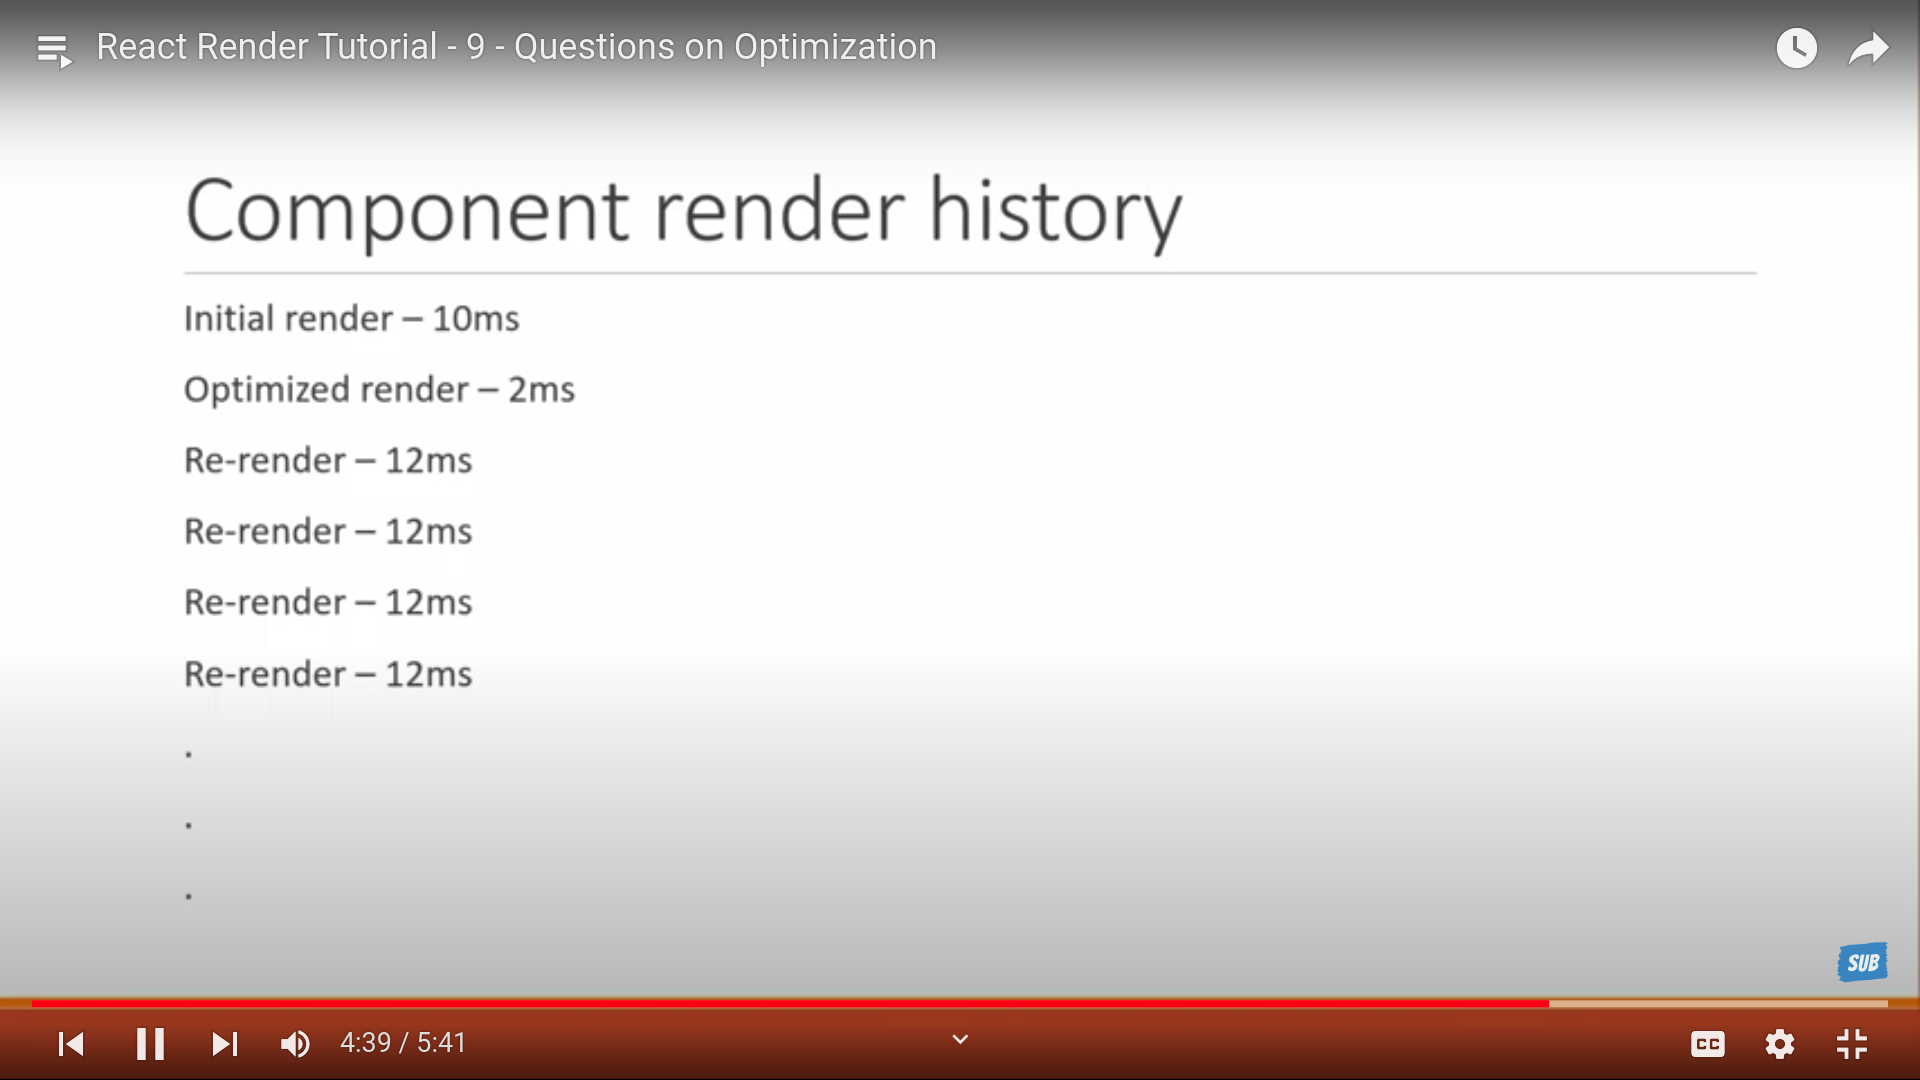 React Render Tutorial - 9 - Questions on Optimization
Component render history
Initial render – 10ms
Optimized render – 2ms
Re-render – 12ms
Re-render – 12ms
Re-render – 12ms
Re-render – 12ms
.
.
.
SUB
4:39 / 5:41
CC